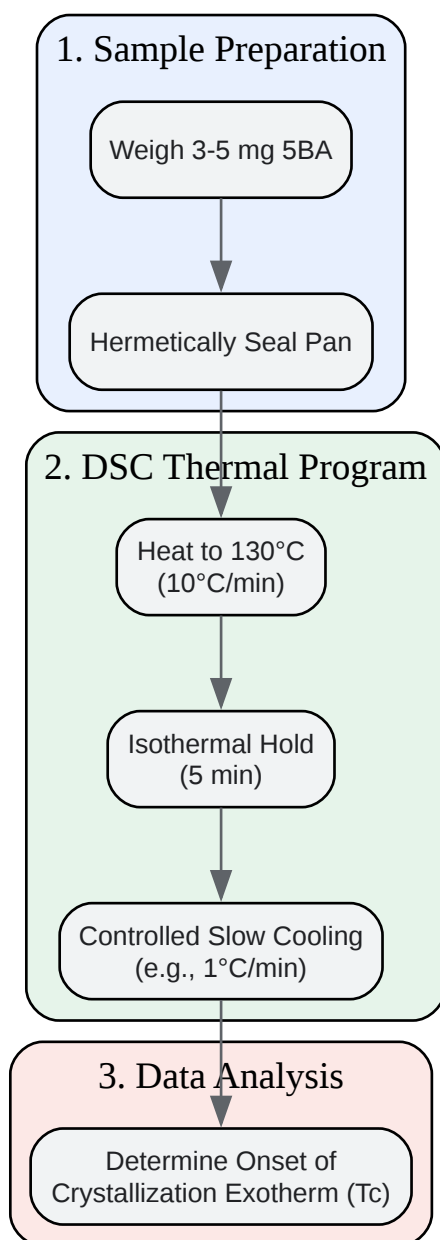 1. Sample Preparation
Weigh 3-5 mg 5BA
Hermetically Seal Pan
2. DSC Thermal Program
Heat to 130°C
(10°C/min)
Isothermal Hold
(5 min)
Controlled Slow Cooling
(e.g., 1°C/min)
3. Data Analysis
Determine Onset of
Crystallization Exotherm (Tc)